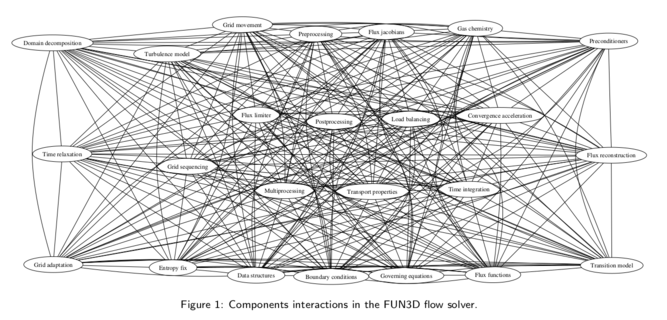 Grid movement
Gas chemistry
Flux jacobians
Preprocessing
Preconditioners
Domain decomposition
Turbulence model
Flux limiter
Convergence acceleration
Load balancing
Postprocessing
Time relaxation
Flux reconstruction
Grid sequencing
Time integration
Multiprocessing
Transport properties
Grid adaptation
Transition model
Entropy fix
Data structures
Boundary conditions
Governing equations
Flux functions
Figure 1: Components interactions in the FUN3D flow solver.